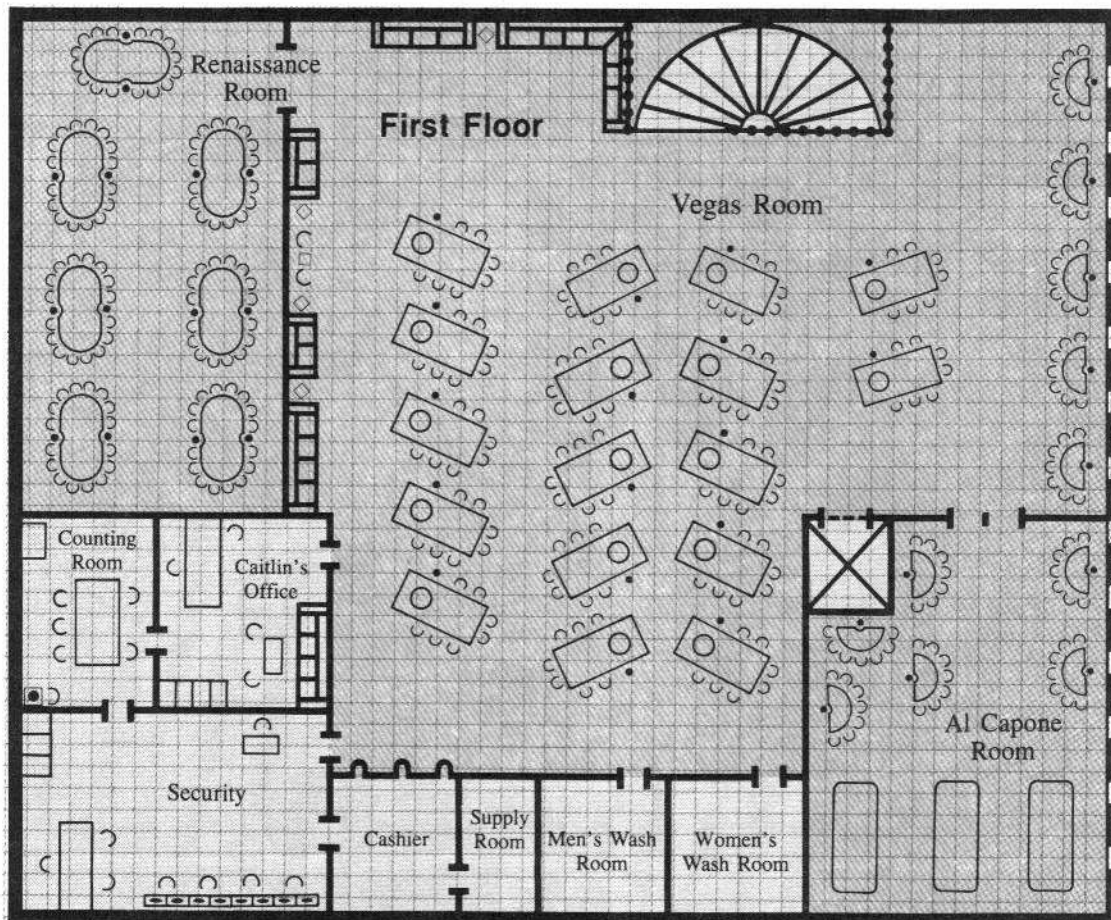 Renaissance
Room
First Floor
Vegas Room
Counting
Room
Caitlin's
Office
Al Capone
Room
Security
Cashier
Supply
Room
Men's Wash
Room
Women's
Wash Room